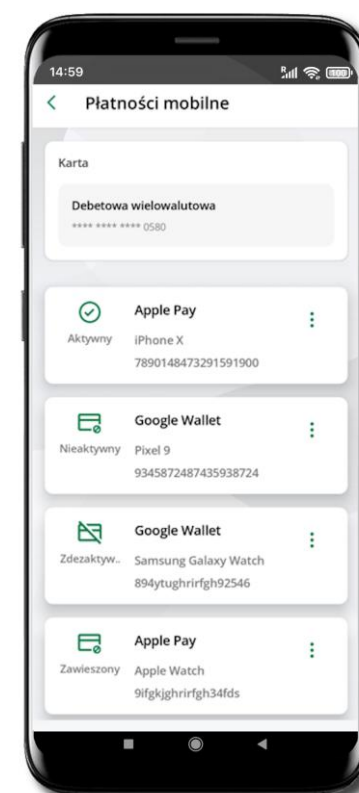 14:59
R
100
Płatności mobilne
Karta
Debetowa wielowalutowa
**** **** **** 0580
Apple Pay
Aktywny
iPhone X
7890148473291591900
Google Wallet
Nieaktywny
Pixel 9
9345872487435938724
Google Wallet
Zdezaktyw..
Samsung Galaxy Watch
894ytughrirfgh92546
Apple Pay
Zawieszony
Apple Watch
9ifgkjghrirfgh34fds